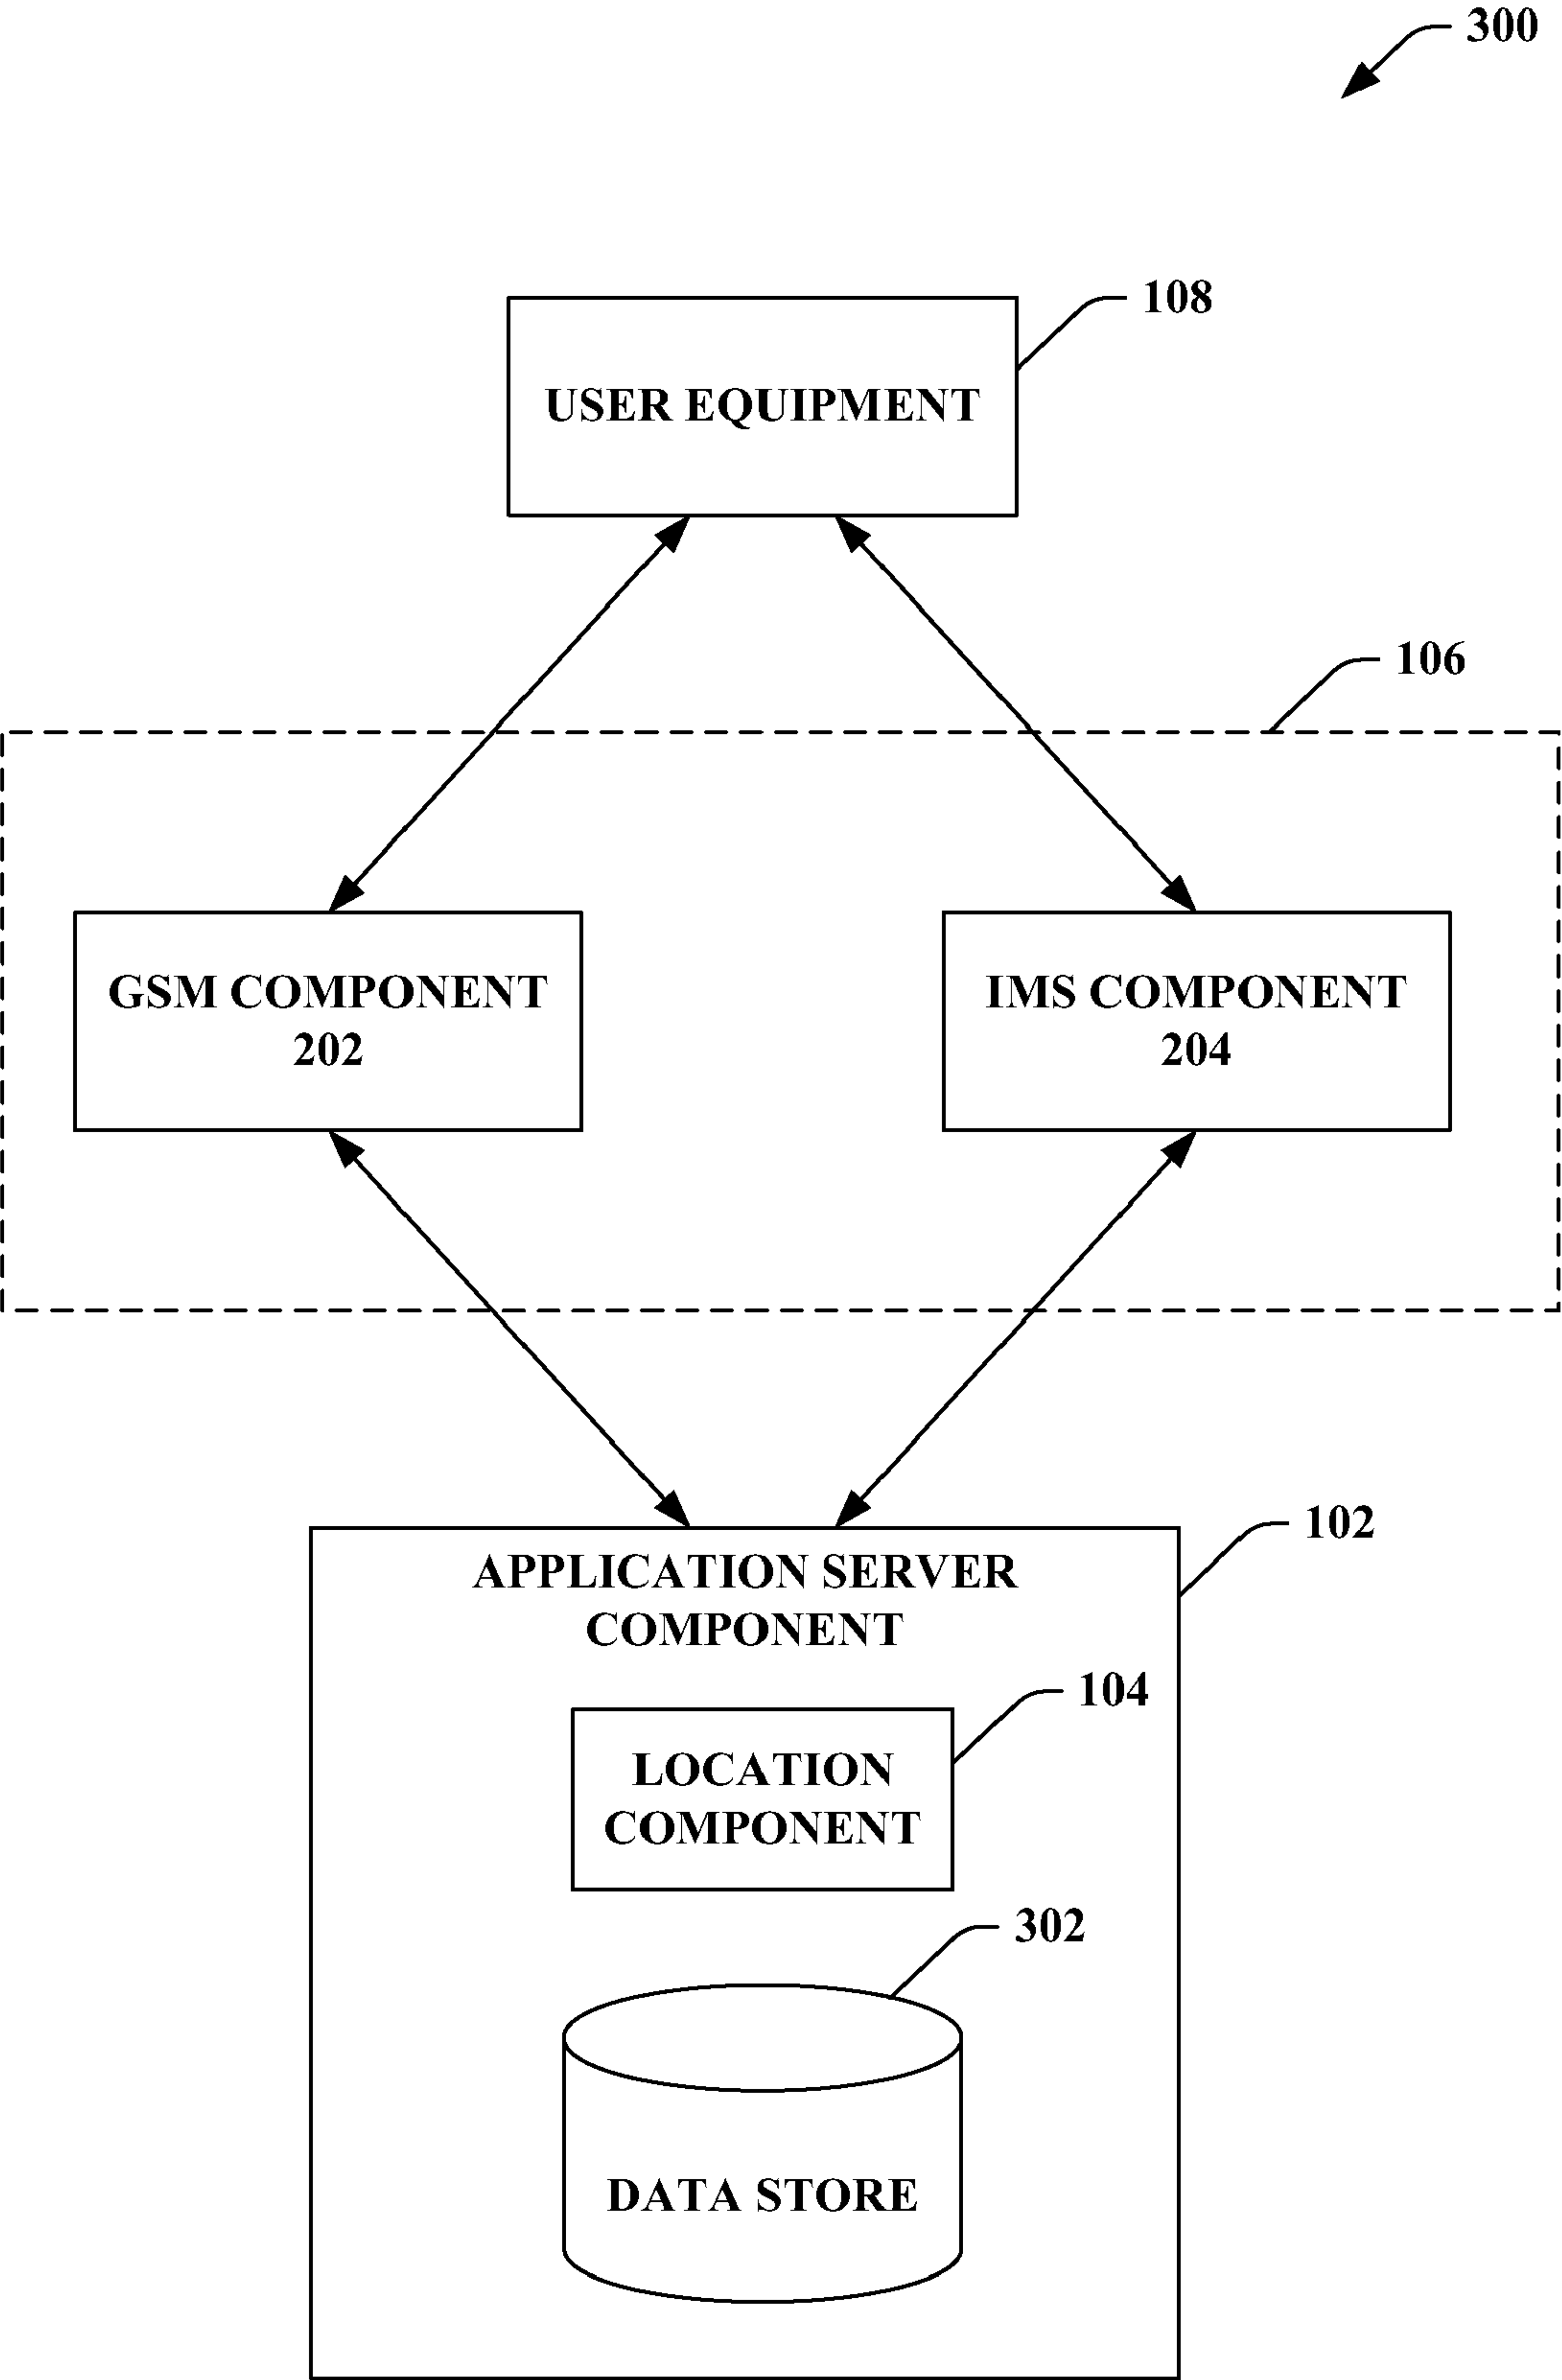 300
108
USER EQUIPMENT
106
GSM COMPONENT
202
IMS COMPONENT
204
102
APPLICATION SERVER
COMPONENT
104
LOCATION
COMPONENT
302
DATA STORE